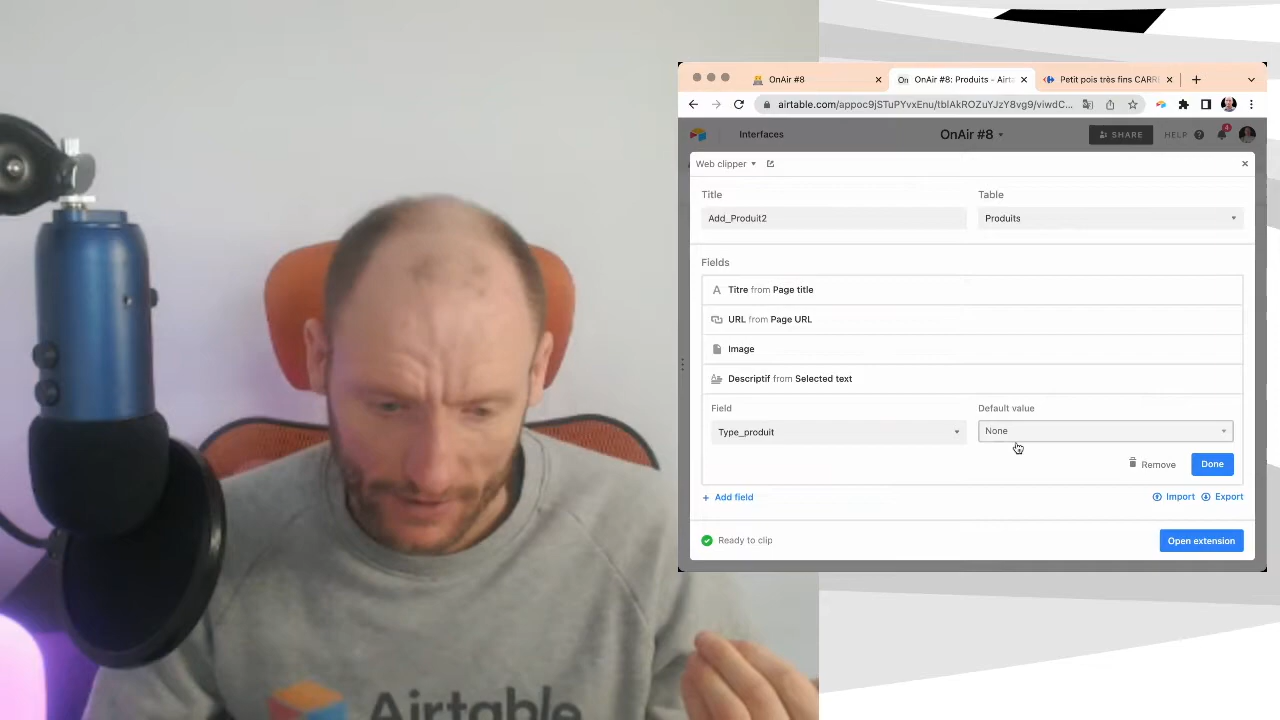 OnAir #8
OnAir #8: Produits - Airta
Petit pois très fins CARR
airtable.com/appoc9jSTuPYvxEnu/tblAkROZuYJzY8vg9/viwdC...
Interfaces
OnAir #8
SHARE
HELP
4
Web clipper
Title
Table
Add_Produit2
Produits
Fields
Titre from Page title
URL from Page URL
Image
Descriptif from Selected text
Field
Default value
Type_produit
None
Remove
Done
+ Add field
Import
Export
Ready to clip
Open extension
Airtable